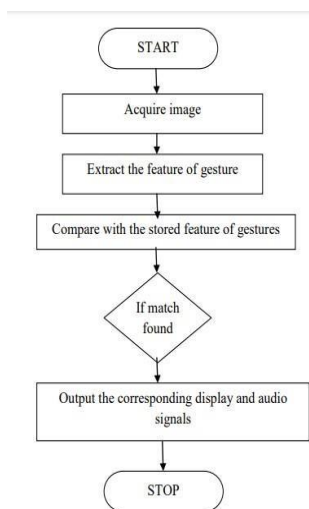 START
Acquire image
Extract the feature of gesture
Compare with the stored feature of gestures
If match
found
Output the corresponding display and audio
signals
STOP